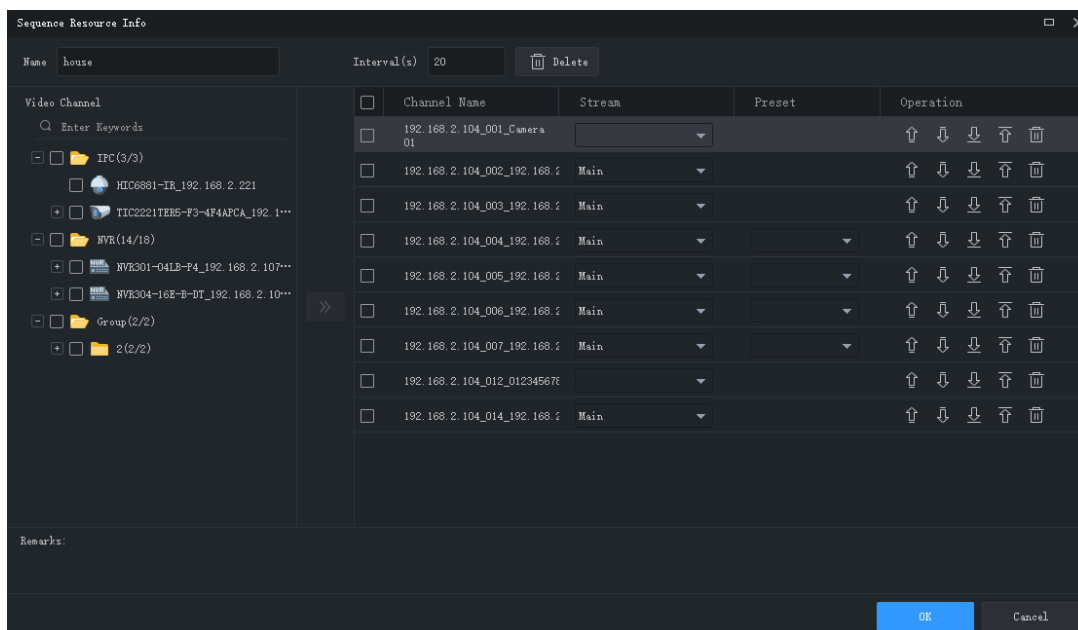 Sequence Resource Info
Name house Interval(s) 20 Delete
Video Channel
Enter Keywords
IPC(3/3)
HIC6881-IR_192.168.2.221
TIC2221TER5-F3-4F4APCA_192.1···
NVR(14/18)
NVR301-04LB-P4_192.168.2.107···
NVR304-16E-B-DT_192.168.2.10···
Group(2/2)
2(2/2)
Channel Name Stream Preset Operation
192.168.2.104_001_Camera
01
192.168.2.104_002_192.168.2 Main
192.168.2.104_003_192.168.2 Main
192.168.2.104_004_192.168.2 Main
192.168.2.104_005_192.168.2 Main
192.168.2.104_006_192.168.2 Main
192.168.2.104_007_192.168.2 Main
192.168.2.104_012_012345678
192.168.2.104_014_192.168.2 Main
Remarks:
OK Cancel